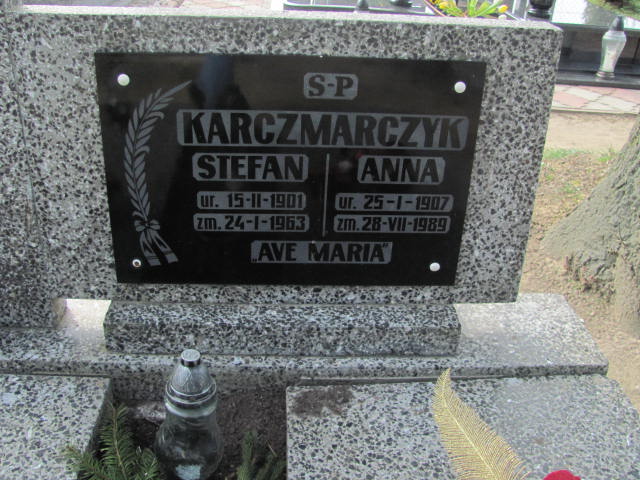 S-P
KARCZMARCZYK
STEFAN ANNA
ur. 15-II-1901 ur. 25-I-1907
zm. 24-I-1963 zm. 28-VII-1989
„AVE MARIA"